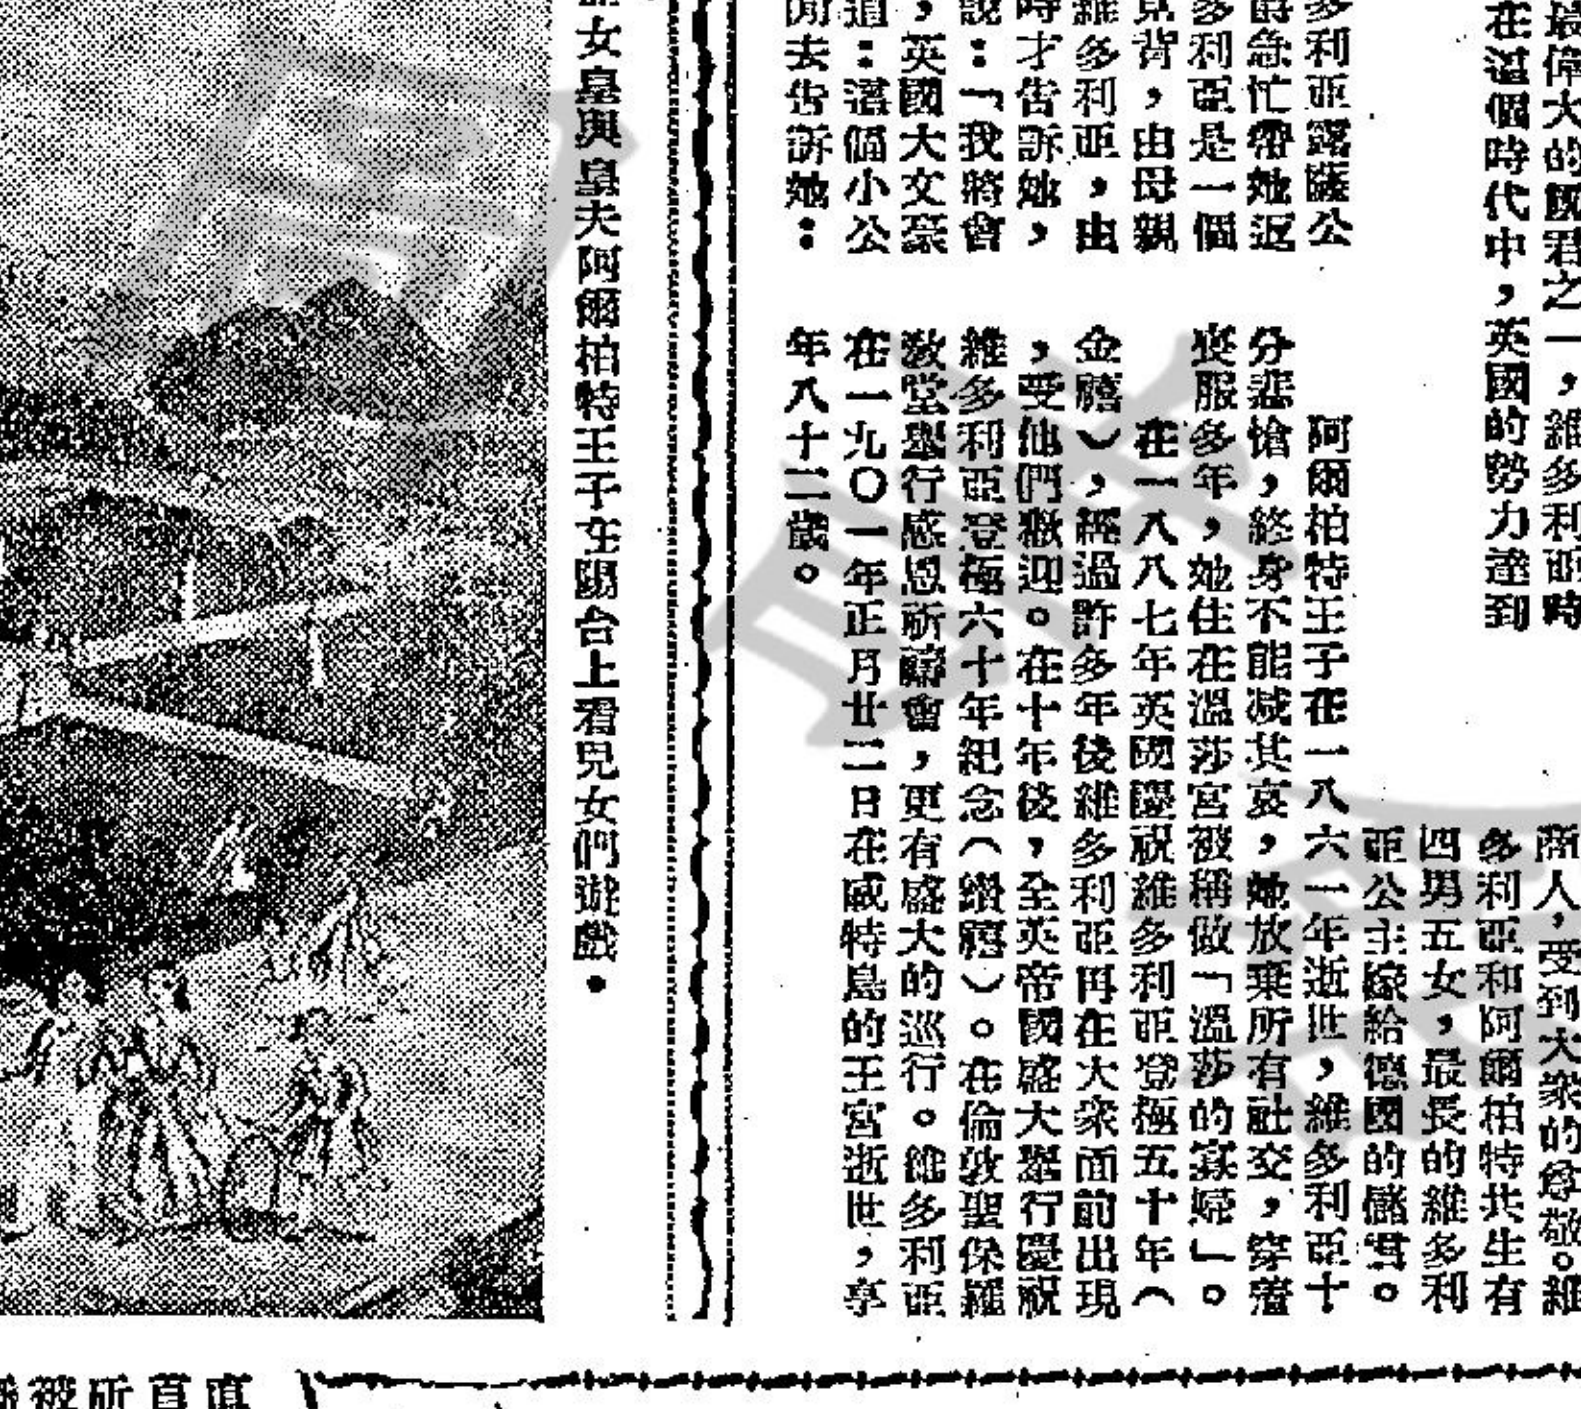 最偉大的國君之一，維多利亞時
在這個時代中，英國的勢力達到
多利亞露薩公
爵急忙帶她返
多利亞是一個
見背，由母親
維多利亞，由
時才告訴她，
說：「我將會
，英國大文豪
道：這個小公
去告訴她：
商人，受到大衆的尊敬。維
多利亞和阿爾柏特共生有
四男五女，最長的維多利
亞公主嫁給德國的儲君。
阿爾柏特王子在一八六一年逝世，維多利亞十
分悲愴，終身不能减其哀，她放棄所有社交，穿着
喪服多年，她住在溫莎宮被稱做「溫莎的寡婦」。
在一八八七年英國慶祝維多利亞登極五十年（
金禧），經過許多年後維多利亞再在大衆面前出現
，受他們歡迎。在十年後，全英帝國盛大舉行慶祝
維多利亞登極六十年紀念（鑽禧）。在倫敦聖保羅
敎堂舉行感恩祈禱會，更有盛大的巡行。維多利亞
在一九〇一年正月廿二日在威特島的王宮逝世，享
年八十二歲。
女皇與皇夫阿爾柏特王子在陽台上看兒女們遊戲。